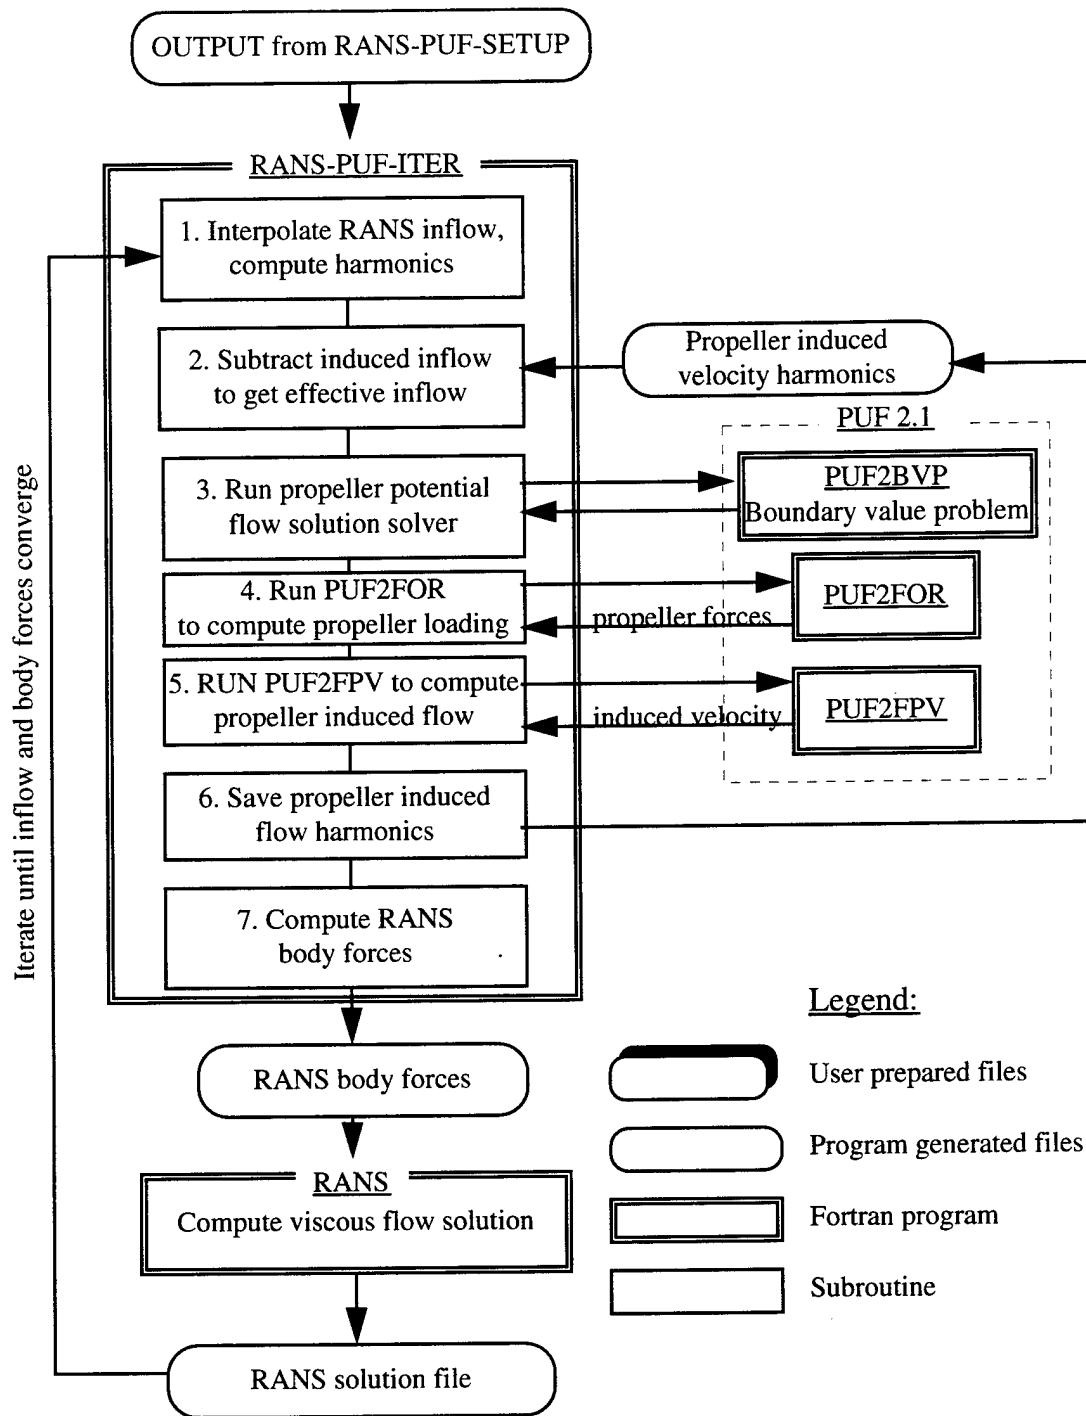 OUTPUT from RANS-PUF-SETUP
RANS-PUF-ITER
1. Interpolate RANS inflow,
compute harmonics
2. Subtract induced inflow
to get effective inflow
Propeller induced
velocity harmonics
PUF 2.1
3. Run propeller potential
flow solution solver
PUF2BVP
Boundary value problem
4. Run PUF2FOR
to compute propeller loading
propeller forces
PUF2FOR
5. RUN PUF2FPV to compute
propeller induced flow
induced velocity
PUF2FPV
6. Save propeller induced
flow harmonics
7. Compute RANS
body forces
Iterate until inflow and body forces converge
RANS body forces
RANS
Compute viscous flow solution
RANS solution file
Legend:
User prepared files
Program generated files
Fortran program
Subroutine